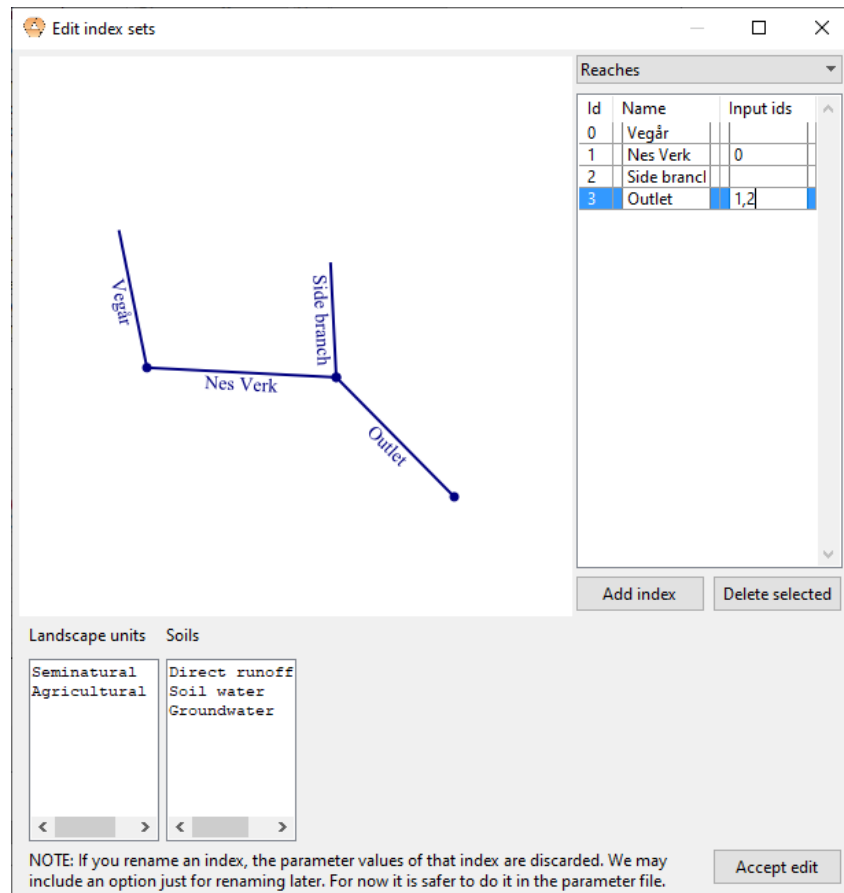 Edit index sets
Reaches
Id Name Input ids
0 Vegår
1 Nes Verk 0
2 Side brancl
3 Outlet 1,2
Vegår
Side branch
Nes Verk
Outlet
Add index Delete selected
Landscape units Soils
Seminatural
Agricultural
Direct runoff
Soil water
Groundwater
NOTE: If you rename an index, the parameter values of that index are discarded. We may
include an option just for renaming later. For now it is safer to do it in the parameter file.
Accept edit